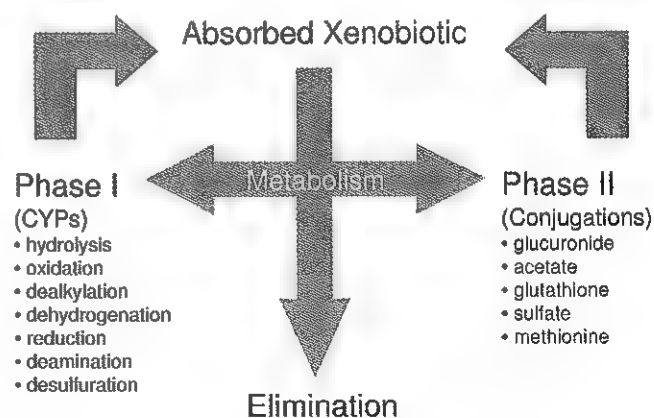 Absorbed Xenobiotic
Metabolism
Phase I
(CYPs)
• hydrolysis
• oxidation
• dealkylation
• dehydrogenation
• reduction
• deamination
• desulfuration
Phase II
(Conjugations)
• glucuronide
• acetate
• glutathione
• sulfate
• methionine
Elimination